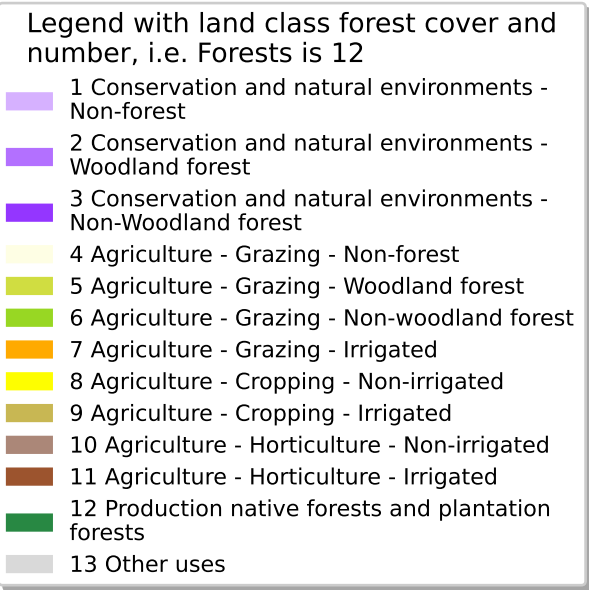 Legend with land class forest cover and
number, i.e. Forests is 12
1 Conservation and natural environments -
Non-forest
2 Conservation and natural environments -
Woodland forest
3 Conservation and natural environments -
Non-Woodland forest
4 Agriculture - Grazing - Non-forest
5 Agriculture - Grazing - Woodland forest
6 Agriculture - Grazing - Non-woodland forest
7 Agriculture - Grazing - Irrigated
8 Agriculture - Cropping - Non-irrigated
9 Agriculture - Cropping - Irrigated
10 Agriculture - Horticulture - Non-irrigated
11 Agriculture - Horticulture - Irrigated
12 Production native forests and plantation
forests
13 Other uses